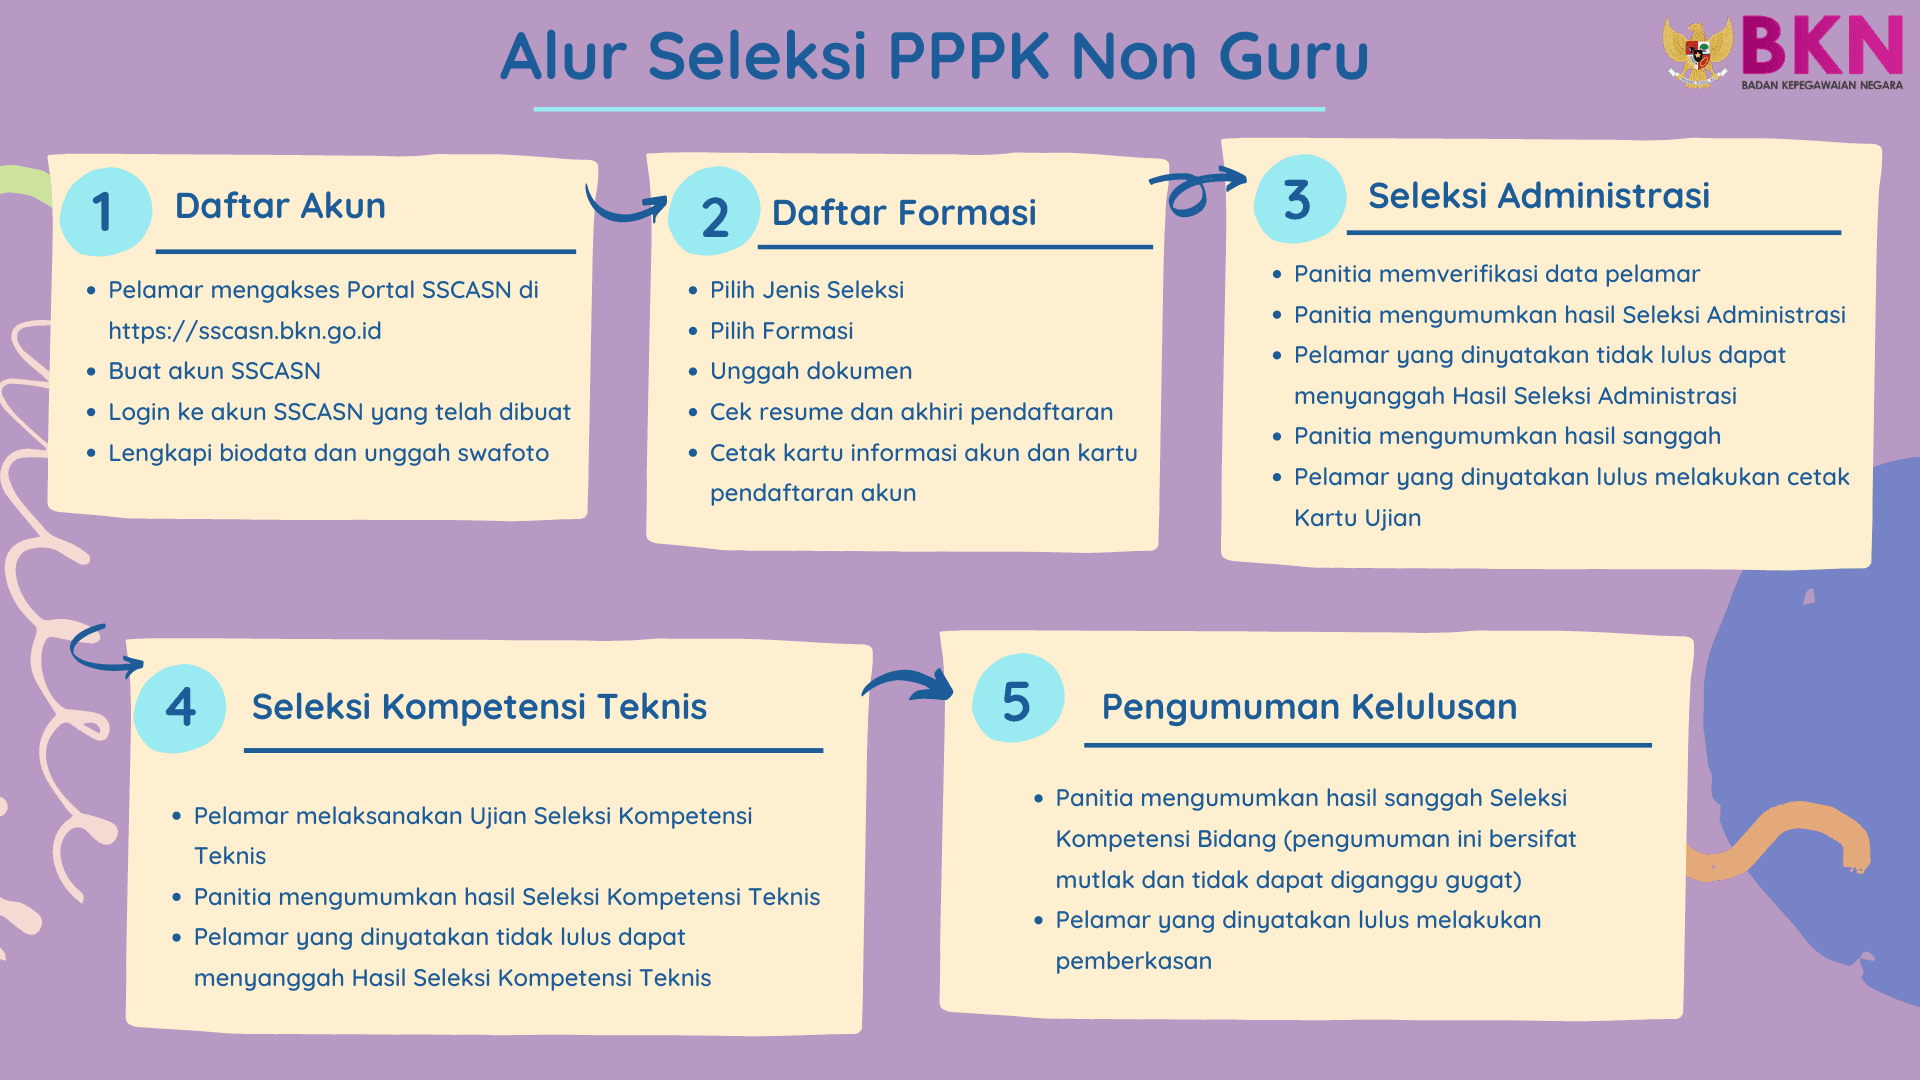 Alur Seleksi PPPK Non Guru
BKN
BADAN KEPEGAWAIAN NEGARA
1
Daftar Akun
• Pelamar mengakses Portal SSCASN di
https://sscasn.bkn.go.id
• Buat akun SSCASN
• Login ke akun SSCASN yang telah dibuat
• Lengkapi biodata dan unggah swafoto
2
Daftar Formasi
• Pilih Jenis Seleksi
• Pilih Formasi
• Unggah dokumen
• Cek resume dan akhiri pendaftaran
• Cetak kartu informasi akun dan kartu
pendaftaran akun
3
Seleksi Administrasi
• Panitia memverifikasi data pelamar
• Panitia mengumumkan hasil Seleksi Administrasi
• Pelamar yang dinyatakan tidak lulus dapat
menyanggah Hasil Seleksi Administrasi
• Panitia mengumumkan hasil sanggah
• Pelamar yang dinyatakan lulus melakukan cetak
Kartu Ujian
4
Seleksi Kompetensi Teknis
• Pelamar melaksanakan Ujian Seleksi Kompetensi
Teknis
• Panitia mengumumkan hasil Seleksi Kompetensi Teknis
• Pelamar yang dinyatakan tidak lulus dapat
menyanggah Hasil Seleksi Kompetensi Teknis
5
Pengumuman Kelulusan
• Panitia mengumumkan hasil sanggah Seleksi
Kompetensi Bidang (pengumuman ini bersifat
mutlak dan tidak dapat diganggu gugat)
• Pelamar yang dinyatakan lulus melakukan
pemberkasan